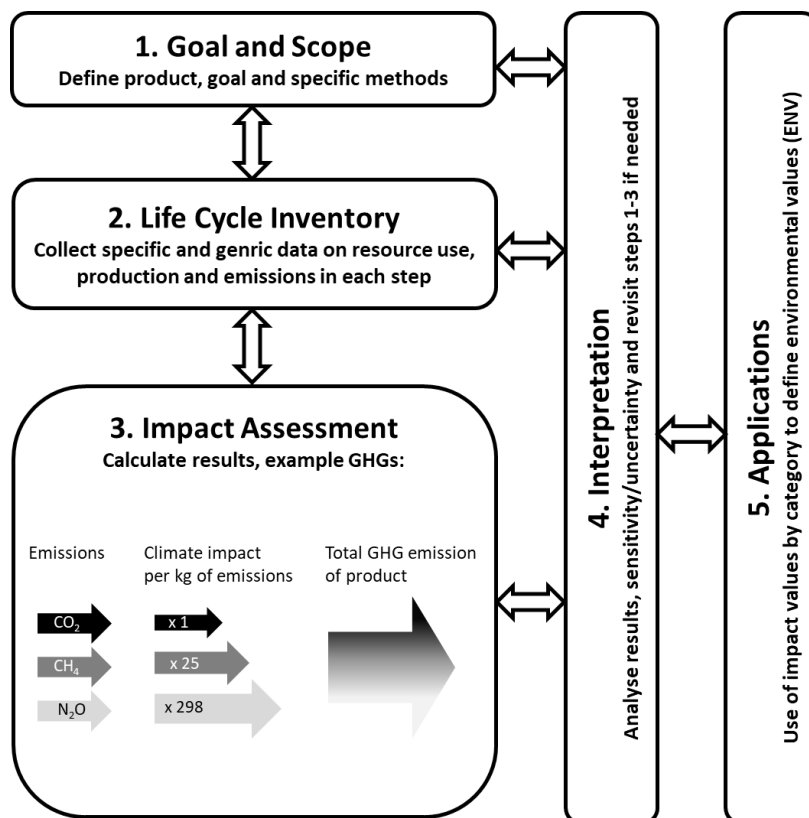 1. Goal and Scope
Define product, goal and specific methods
2. Life Cycle Inventory
Collect specific and genric data on resource use,
production and emissions in each step
3. Impact Assessment
Calculate results, example GHGs:
Emissions
Climate impact
per kg of emissions
Total GHG emission
of product
CO₂
x 1
CH₄
x 25
N₂O
x 298
4. Interpretation
Analyse results, sensitivity/uncertainty and revisit steps 1-3 if needed
5. Applications
Use of impact values by category to define environmental values (ENV)